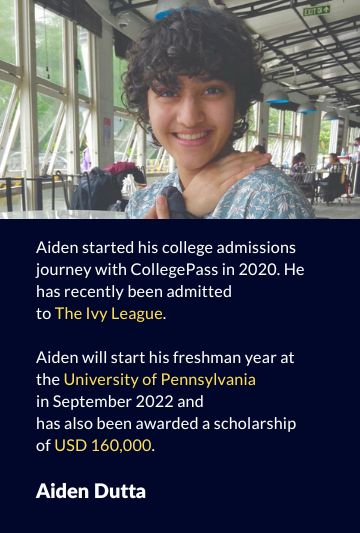 EXIT
Aiden started his college admissions
journey with CollegePass in 2020. He
has recently been admitted
to The Ivy League.
Aiden will start his freshman year at
the University of Pennsylvania
in September 2022 and
has also been awarded a scholarship
of USD 160,000.
Aiden Dutta